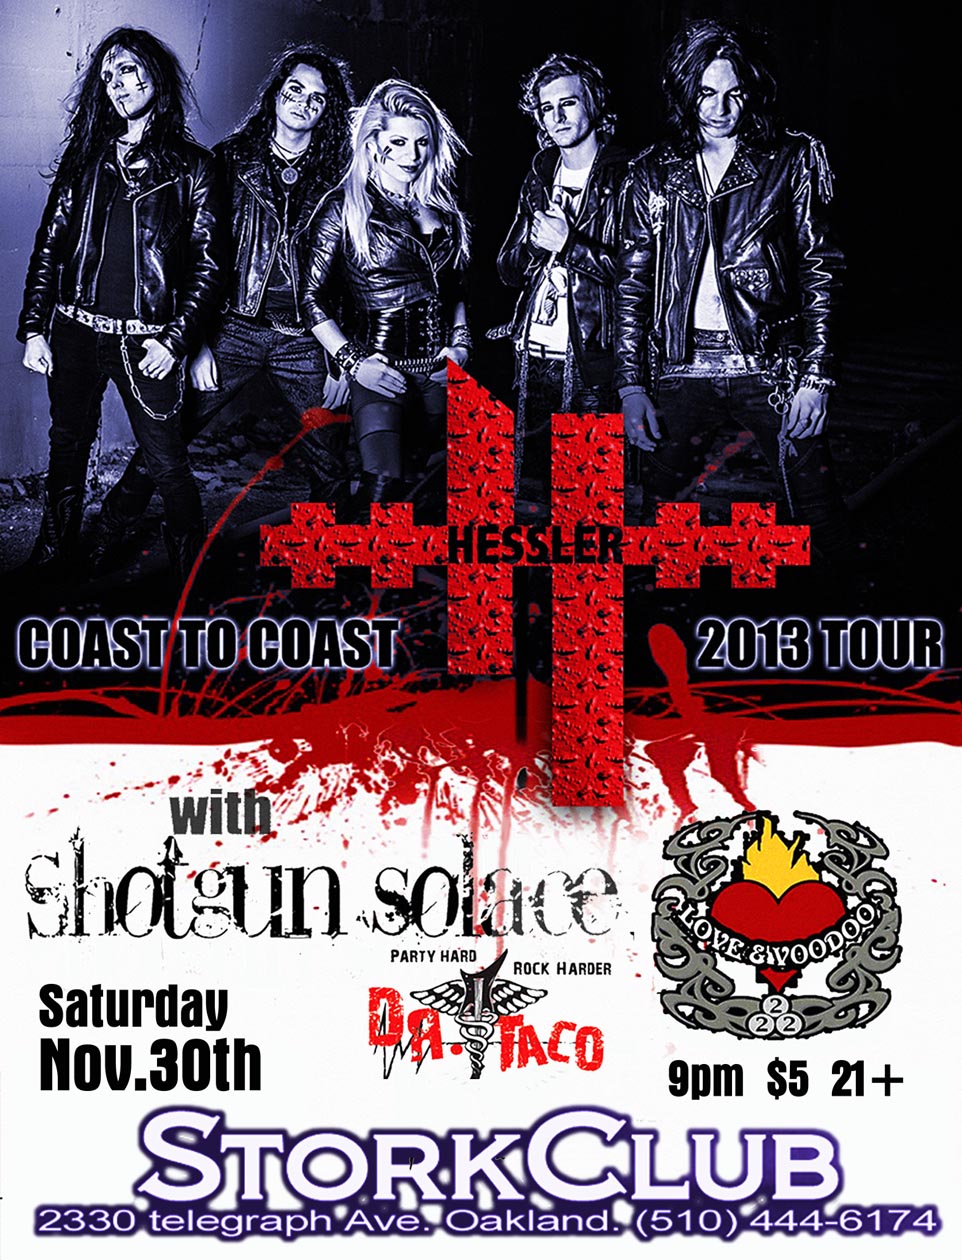 HESSLER
COAST TO COAST
2013 TOUR
with
Shotgun solace
LOVE & VOODOO
2
2 2
PARTY HARD
ROCK HARDER
DR. TACO
Saturday
Nov.30th
9pm $5 21+
STORKCLUB
2330 telegraph Ave. Oakland. (510) 444-6174